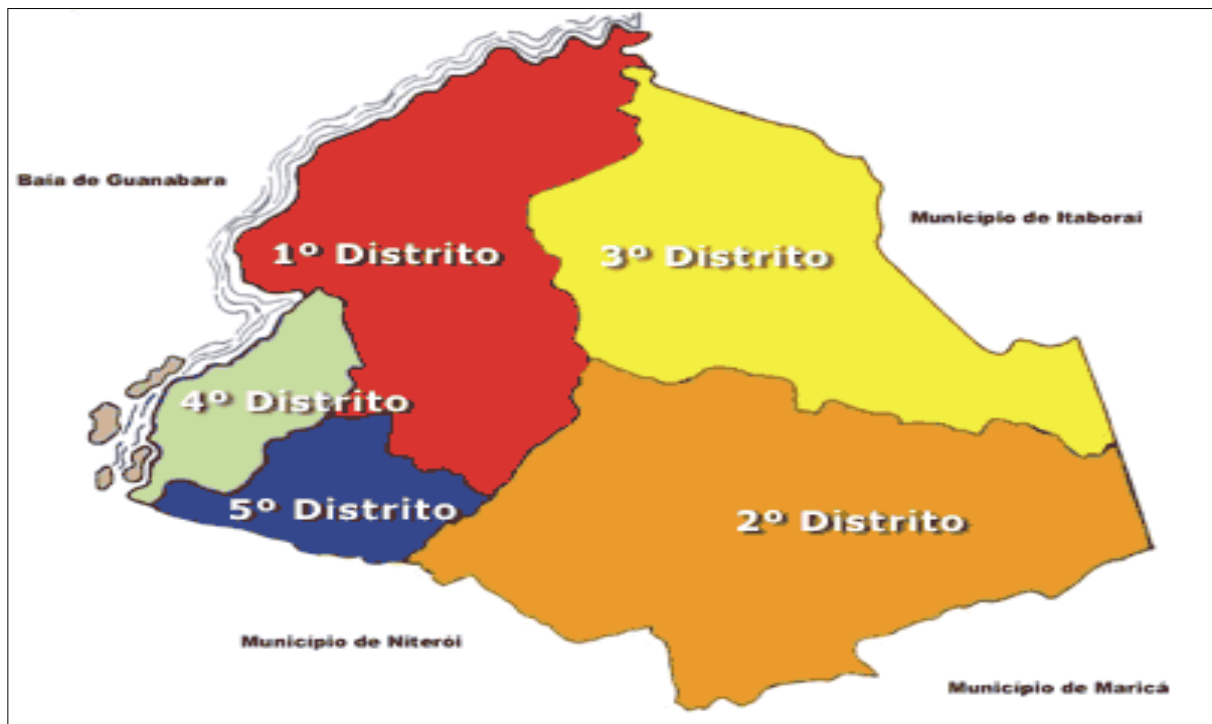 Baía de Guanabara
Município de Itaboraí
1º Distrito
3º Distrito
4º Distrito
5º Distrito
2º Distrito
Município de Niterói
Município de Maricá